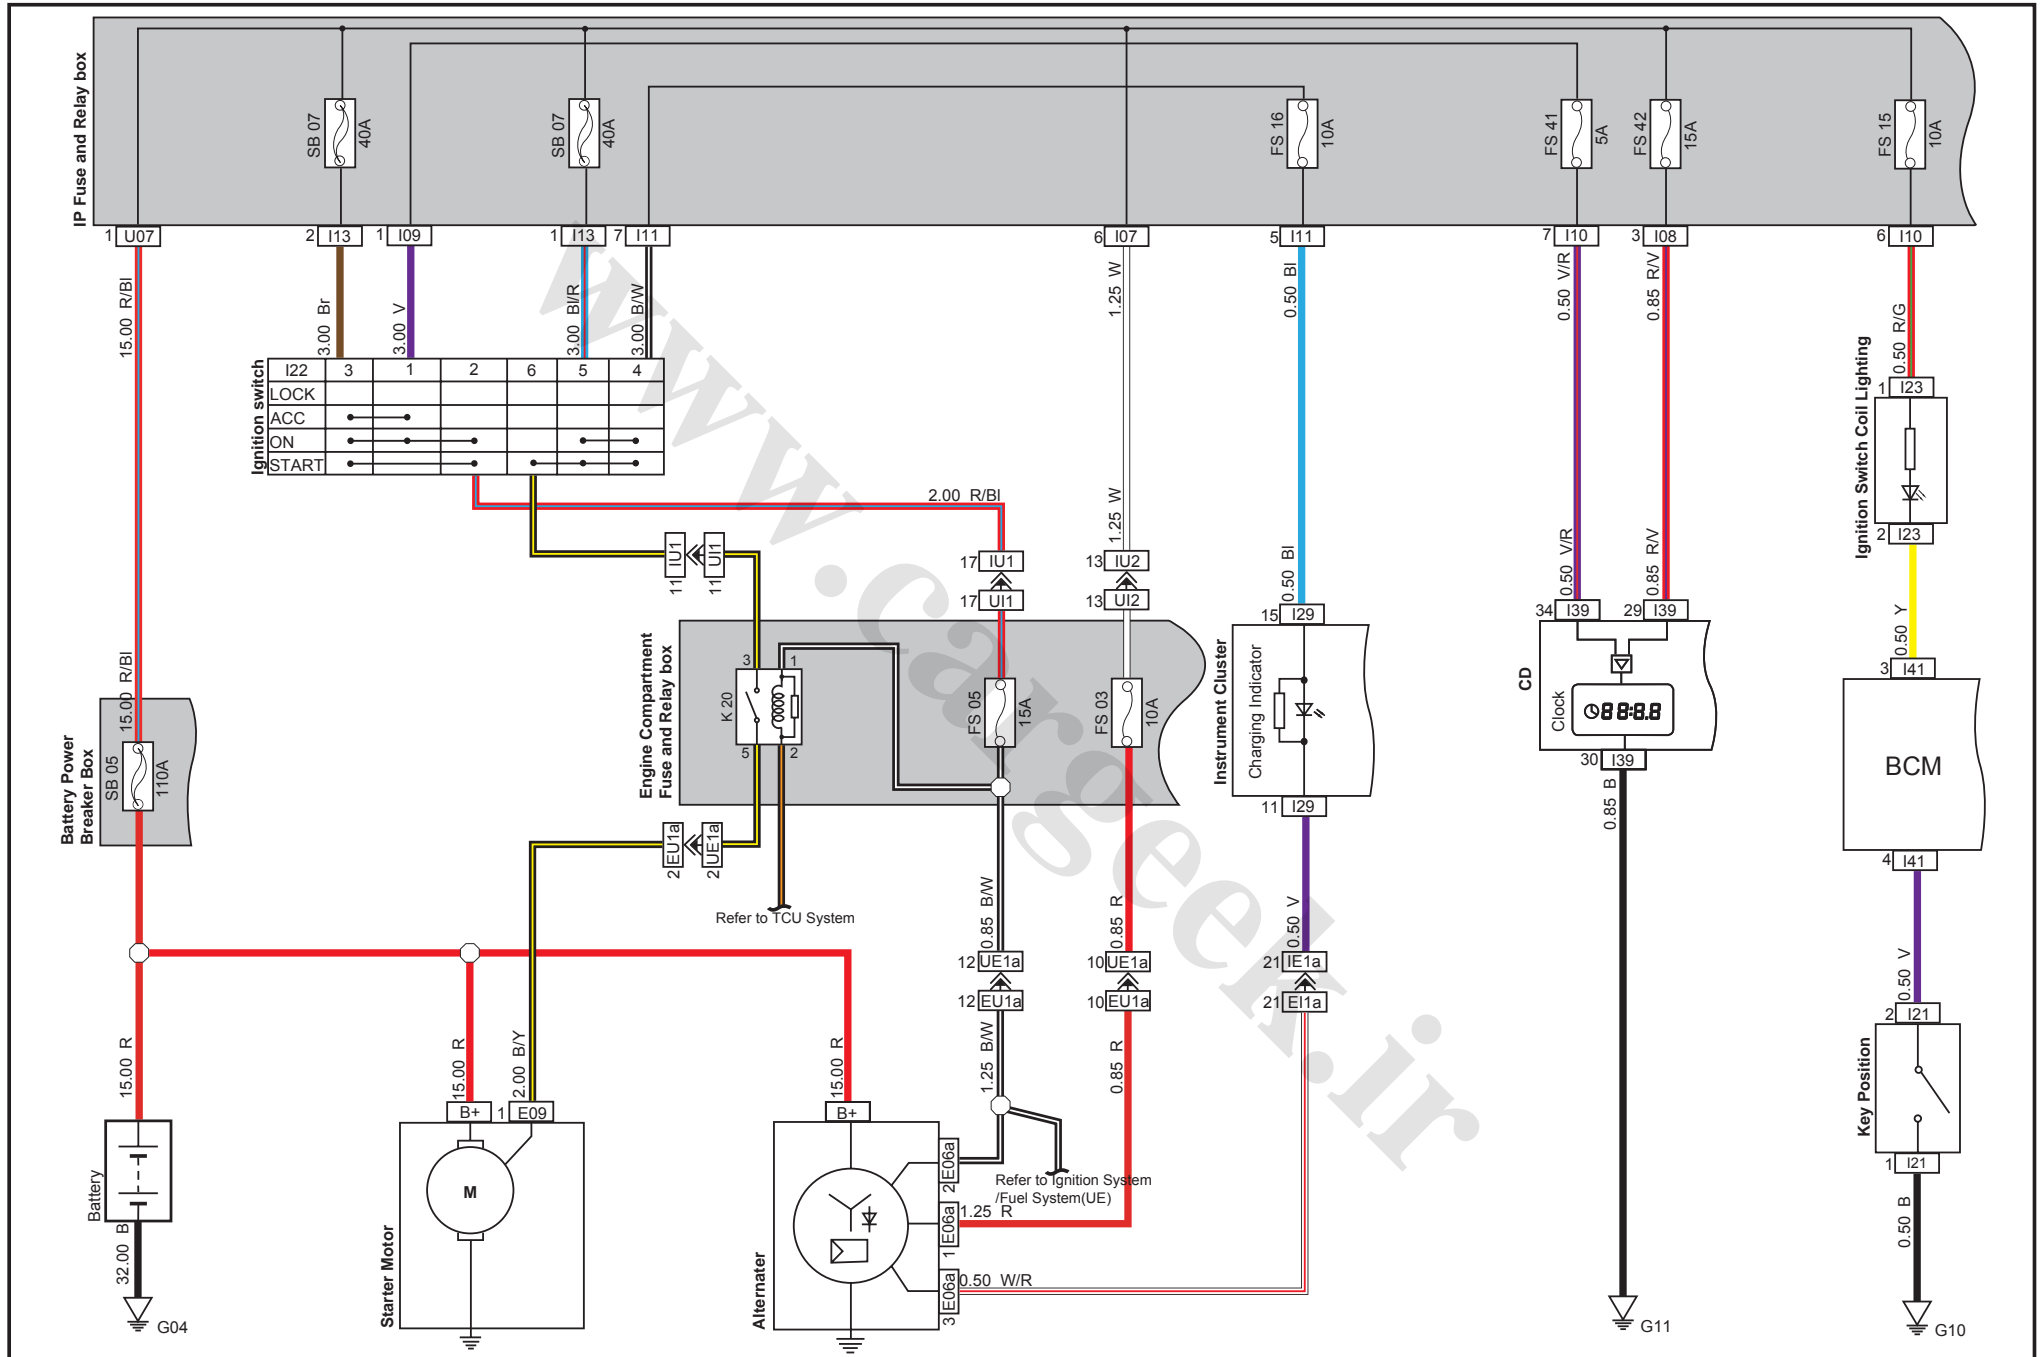 IP Fuse and Relay box
SB 07
40A
SB 07
40A
FS 16
10A
FS 41
5A
FS 42
15A
FS 15
10A
1 U07
2 I13
1 I09
1 I13
7 I11
6 I07
5 I11
7 I10
3 I08
6 I10
15.00 R/Bl
3.00 Br
3.00 V
3.00 Bl/R
3.00 B/W
1.25 W
0.50 Bl
0.50 V/R
0.85 R/V
0.50 R/G
Ignition switch
I22 3 1 2 6 5 4
LOCK
ACC
ON
START
2.00 R/Bl
1.25 W
0.50 Bl
0.50 V/R
0.85 R/V
1 I23
Ignition Switch Coil Lighting
2 I23
11 IU1
11 UI1
17 IU1
17 UI1
13 IU2
13 UI2
15 I29
34 I39
29 I39
0.50 Y
3 I41
15.00 R/Bl
Battery Power
Breaker Box
SB 05
110A
Engine Compartment
Fuse and Relay box
3
1
K 20
5
2
FS 05
15A
FS 03
10A
Instrument Cluster
Charging Indicator
11 I29
CD
Clock
88:8.8
30 I39
0.85 B
BCM
4 I41
2 EU1a
2 UE1a
Refer to TCU System
0.85 B/W
0.85 R
0.50 V
0.50 V
12 UE1a
12 EU1a
10 UE1a
10 EU1a
21 IE1a
21 EI1a
2 I21
15.00 R
15.00 R
2.00 B/Y
15.00 R
1.25 B/W
0.85 R
Key Position
1 I21
B+
1 E09
B+
Battery
32.00 B
G04
Starter Motor
M
Alternater
2 E06a
1 E06a
3 E06a
Refer to Ignition System
/Fuel System(UE)
1.25 R
0.50 W/R
0.50 B
G11
G10
www.cargeek.ir